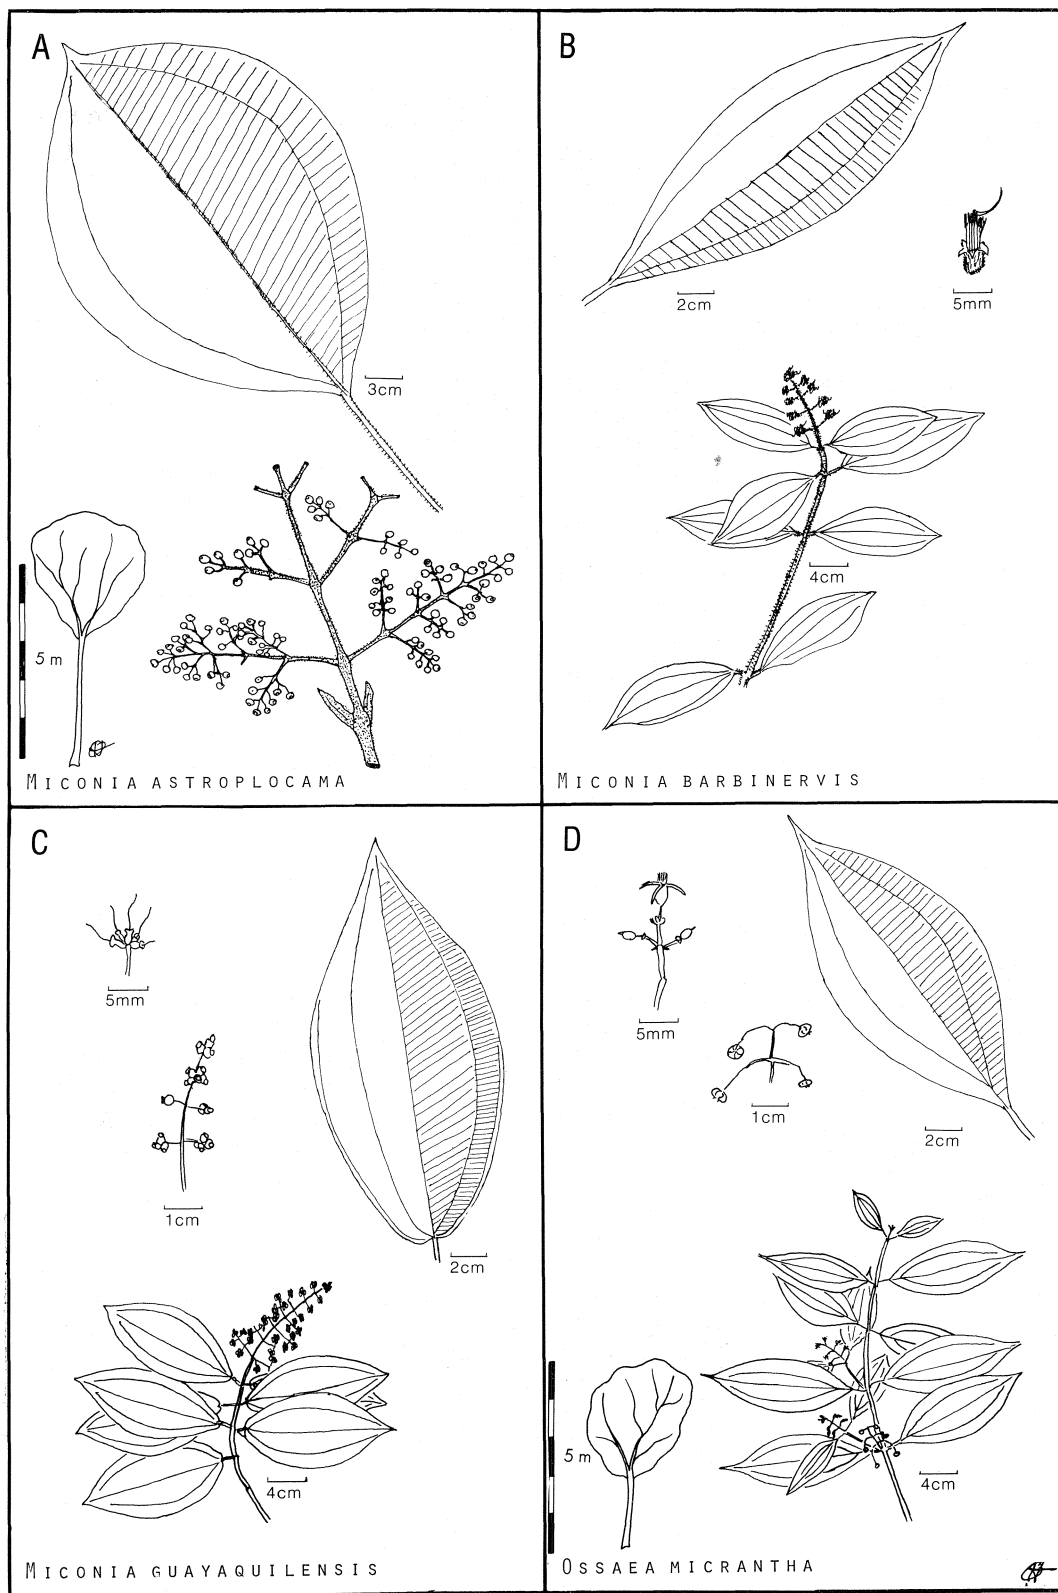 A
3cm
5 m
MICONIA ASTROPLOCAMA
B
2cm
5mm
4cm
MICONIA BARBINERVIS
C
5mm
1cm
2cm
4cm
MICONIA GUAYAQUILENSIS
D
5mm
1cm
2cm
5 m
4cm
OSSAEA MICRANTHA